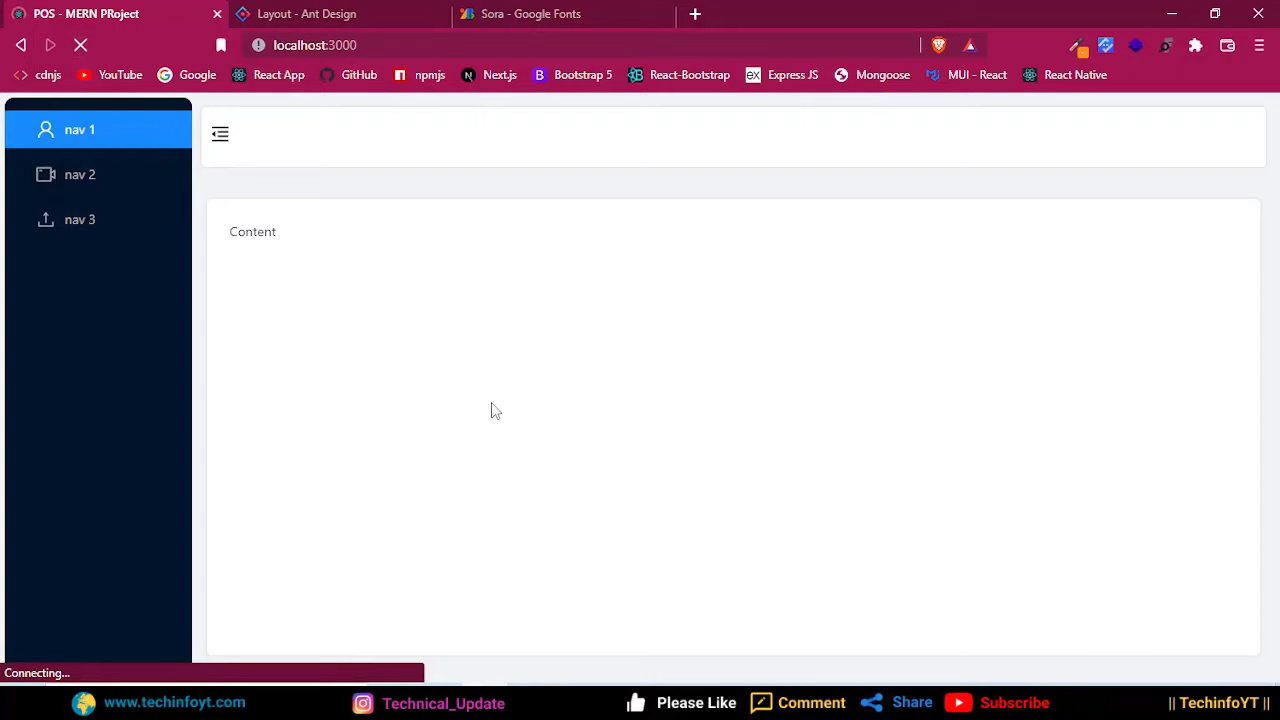 POS - MERN PRoject
Layout - Ant Design
Sora - Google Fonts
localhost:3000
cdnjs
YouTube
Google
React App
GitHub
npmjs
Next.js
Bootstrap 5
React-Bootstrap
ex Express JS
Mongoose
MUI - React
React Native
nav 1
nav 2
nav 3
Content
Connecting...
www.techinfoyt.com
Technical_Update
Please Like
Comment
Share
Subscribe
|| TechinfoYT ||